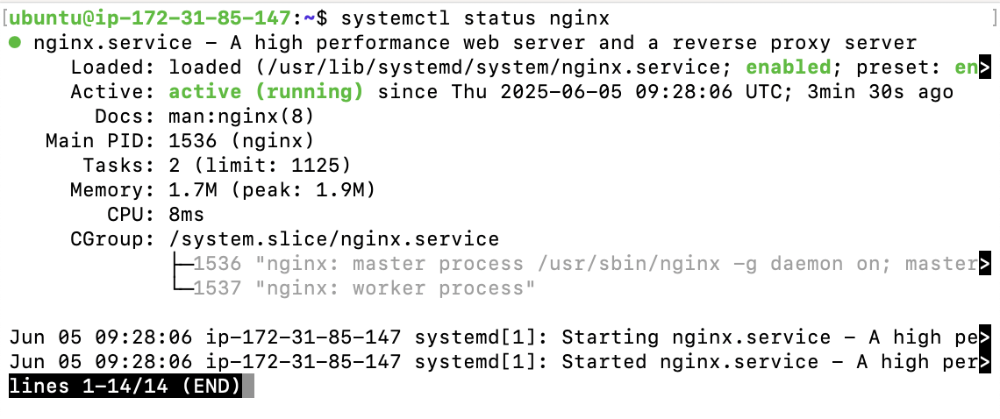 [ubuntu@ip-172-31-85-147:~$ systemctl status nginx ]
● nginx.service – A high performance web server and a reverse proxy server
     Loaded: loaded (/usr/lib/systemd/system/nginx.service; enabled; preset: en>
     Active: active (running) since Thu 2025-06-05 09:28:06 UTC; 3min 30s ago
       Docs: man:nginx(8)
   Main PID: 1536 (nginx)
      Tasks: 2 (limit: 1125)
     Memory: 1.7M (peak: 1.9M)
        CPU: 8ms
     CGroup: /system.slice/nginx.service
             ├─1536 "nginx: master process /usr/sbin/nginx -g daemon on; master>
             └─1537 "nginx: worker process"
Jun 05 09:28:06 ip-172-31-85-147 systemd[1]: Starting nginx.service – A high pe>
Jun 05 09:28:06 ip-172-31-85-147 systemd[1]: Started nginx.service – A high per>
lines 1-14/14 (END)